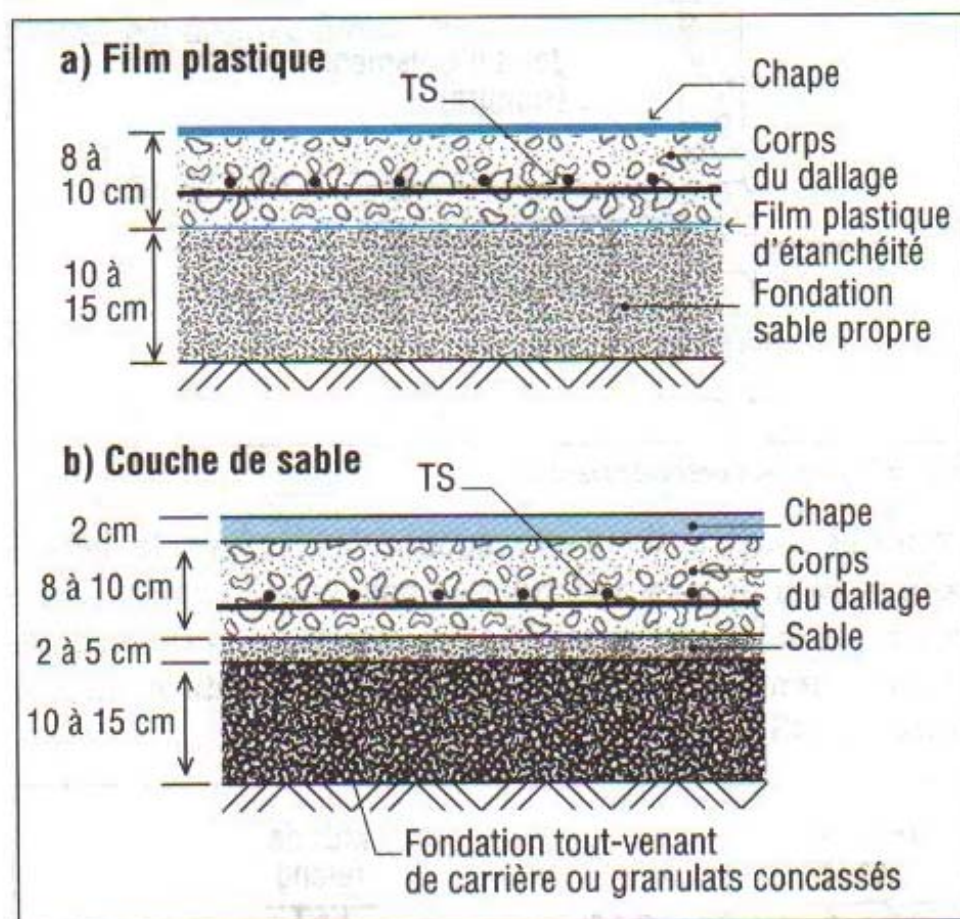 a) Film plastique
TS
Chape
8 à
10 cm
Corps
du dallage
Film plastique
d'étanchéité
10 à
15 cm
Fondation
sable propre
b) Couche de sable
TS
2 cm
Chape
8 à 10 cm
Corps
du dallage
2 à 5 cm
Sable
10 à 15 cm
Fondation tout-venant
de carrière ou granulats concassés